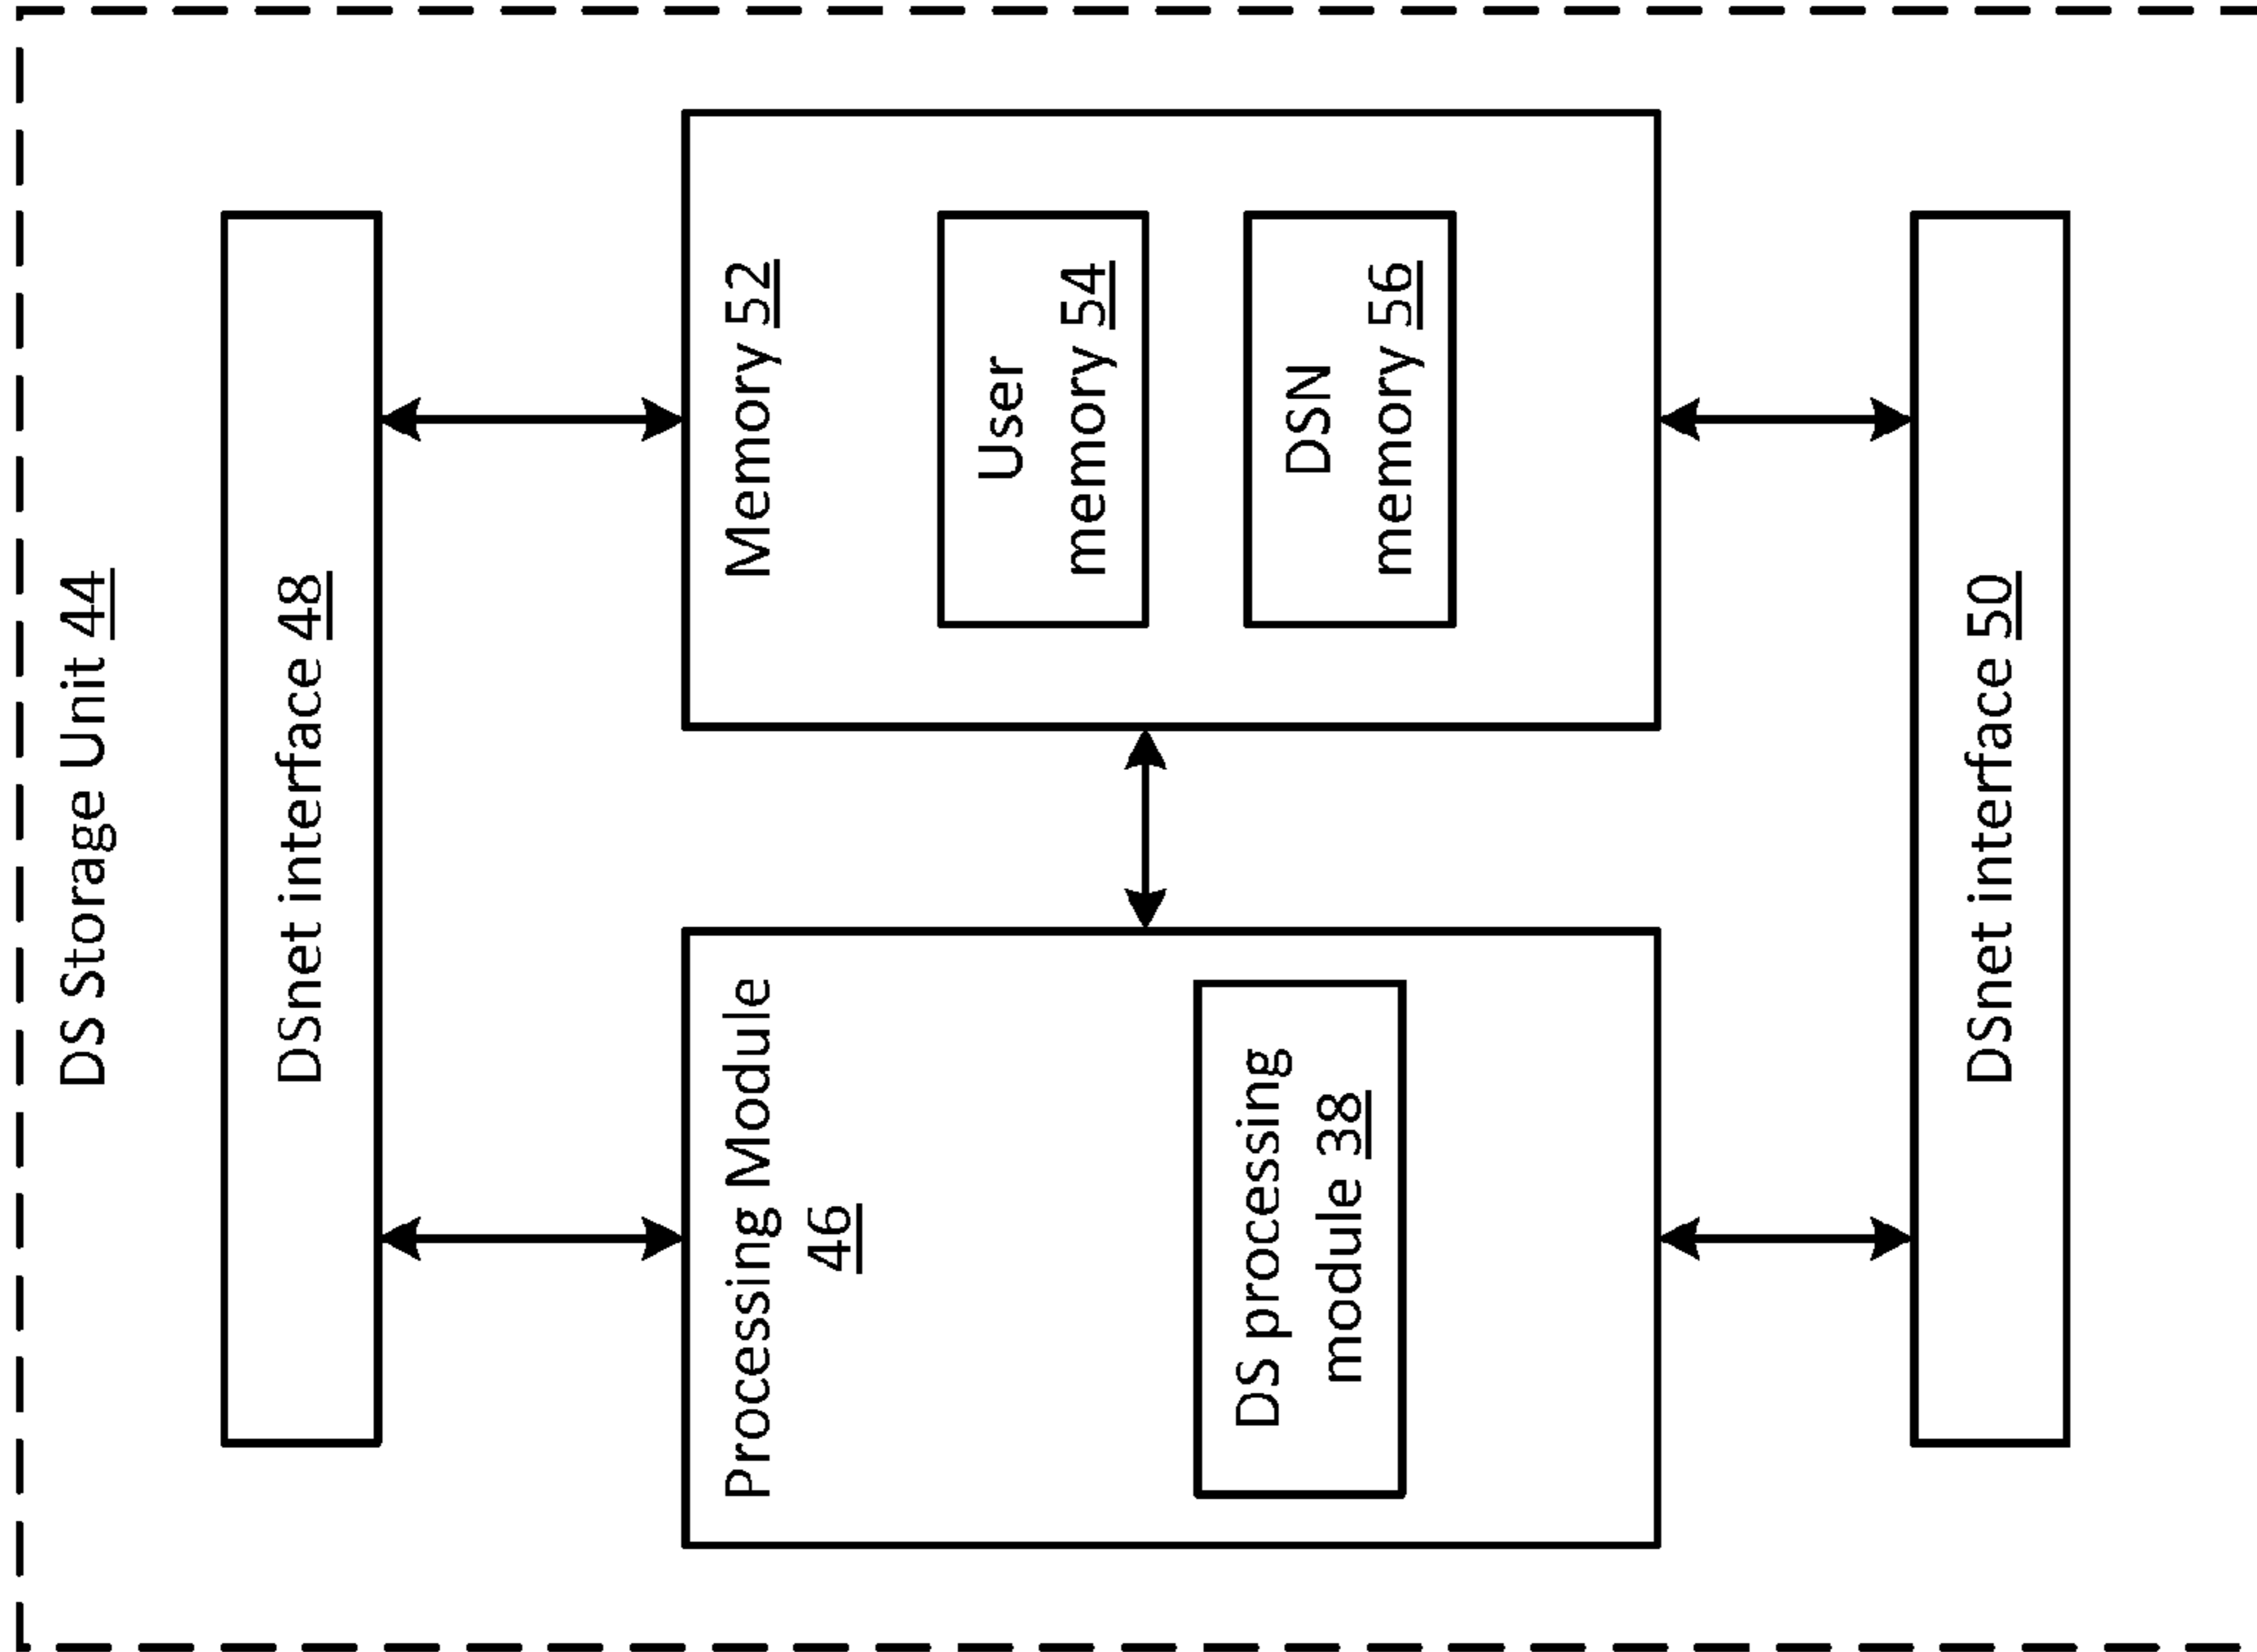 DS Storage Unit 44
DSnet interface 48
Processing Module
46
DS processing
module 38
Memory 52
User
memory 54
DSN
memory 56
DSnet interface 50